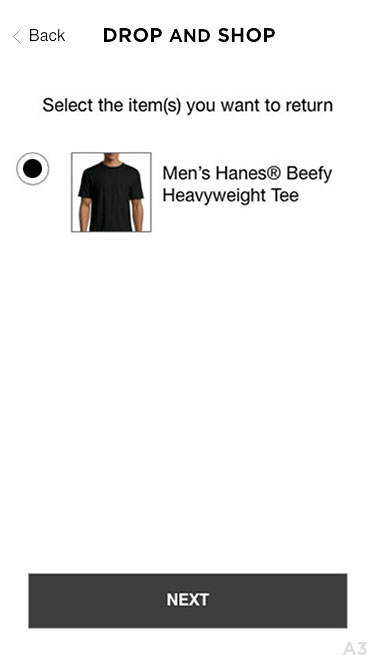 Back
DROP AND SHOP
Select the item(s) you want to return
Men's Hanes® Beefy
Heavyweight Tee
NEXT
A3